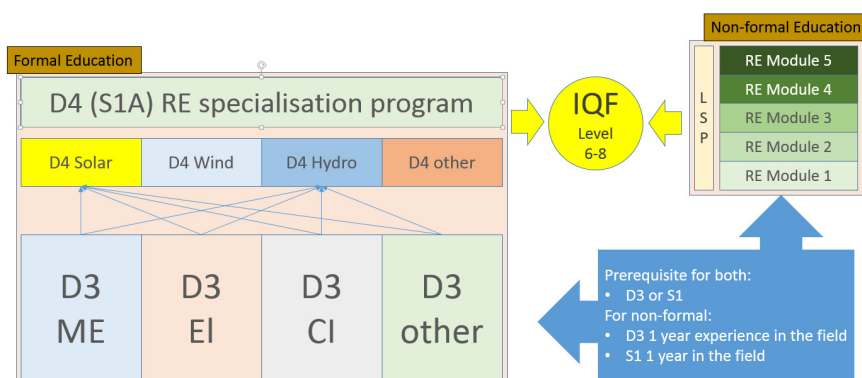 Formal Education
D4 (S1A) RE specialisation program
D4 Solar
D4 Wind
D4 Hydro
D4 other
D3
ME
D3
El
D3
CI
D3
other
IQF
Level
6-8
Non-formal Education
L
S
P
RE Module 5
RE Module 4
RE Module 3
RE Module 2
RE Module 1
Prerequisite for both:
• D3 or S1
For non-formal:
• D3 1 year experience in the field
• S1 1 year in the field